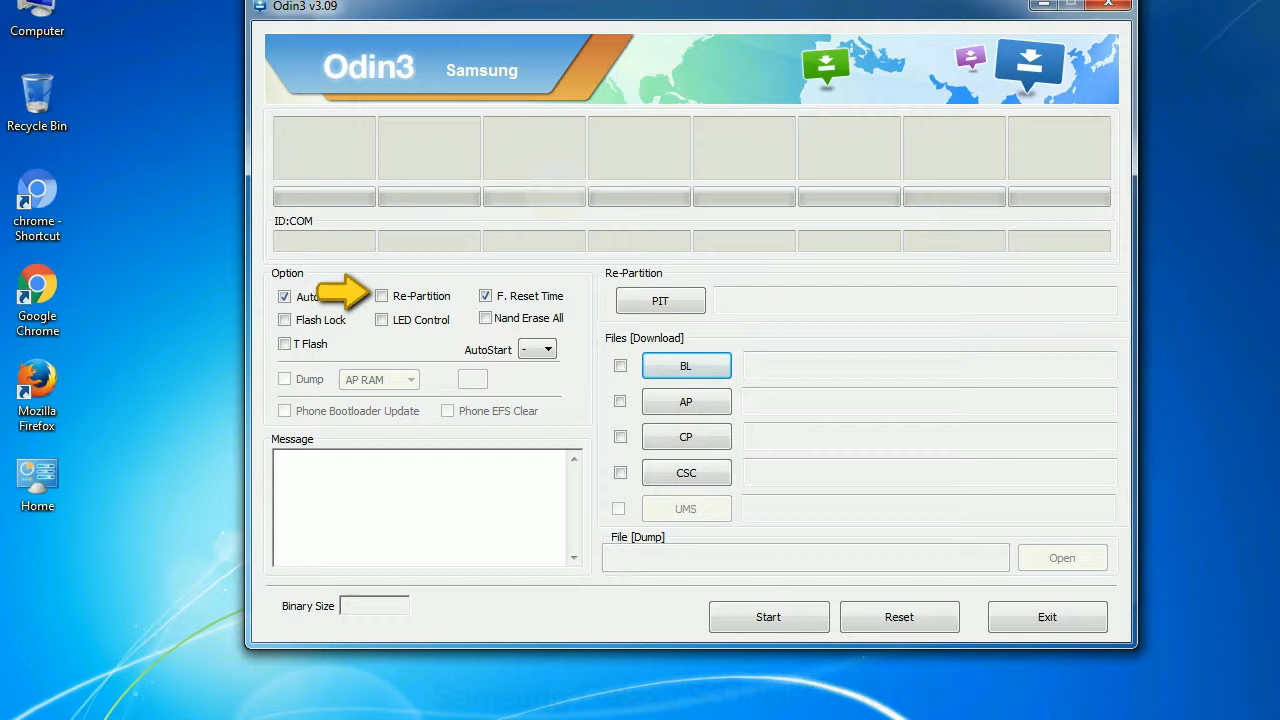 Computer
Recycle Bin
chrome -
Shortcut
Google
Chrome
Mozilla
Firefox
Home
Odin3 v3.09
Odin3 Samsung
ID:COM
Option
Re-Partition
F. Reset Time
Flash Lock
LED Control
Nand Erase All
T Flash
AutoStart -
Dump
AP RAM
Phone Bootloader Update
Phone EFS Clear
Message
Binary Size
Re-Partition
PIT
Files [Download]
BL
AP
CP
CSC
UMS
File [Dump]
Open
Start
Reset
Exit